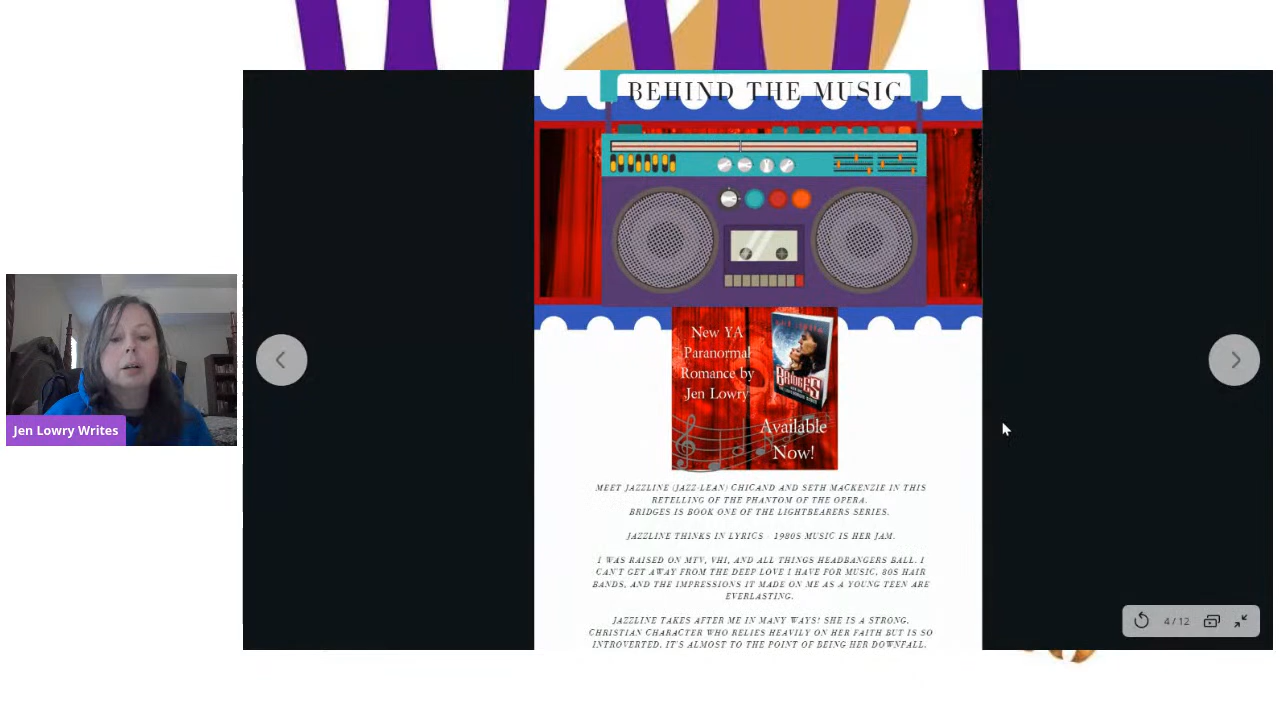 BEHIND THE MUSIC
New YA
Paranormal
Romance by
Jen Lowry
BRIDGES
Available
Now!
MEET JAZZLINE (JAZZ-LEAN) CHICAND AND SETH MACKENZIE IN THIS
RETELLING OF THE PHANTOM OF THE OPERA.
BRIDGES IS BOOK ONE OF THE LIGHTBEARERS SERIES.
JAZZLINE THINKS IN LYRICS - 1980S MUSIC IS HER JAM.
I WAS RAISED ON MTV, VH1, AND ALL THINGS HEADBANGERS BALL. I
CAN'T GET AWAY FROM THE DEEP LOVE I HAVE FOR MUSIC, 80S HAIR
BANDS, AND THE IMPRESSIONS IT MADE ON ME AS A YOUNG TEEN ARE
EVERLASTING.
JAZZLINE TAKES AFTER ME IN MANY WAYS! SHE IS A STRONG,
CHRISTIAN CHARACTER WHO RELIES HEAVILY ON HER FAITH BUT IS SO
INTROVERTED, IT'S ALMOST TO THE POINT OF BEING HER DOWNFALL.
Jen Lowry Writes
4 / 12